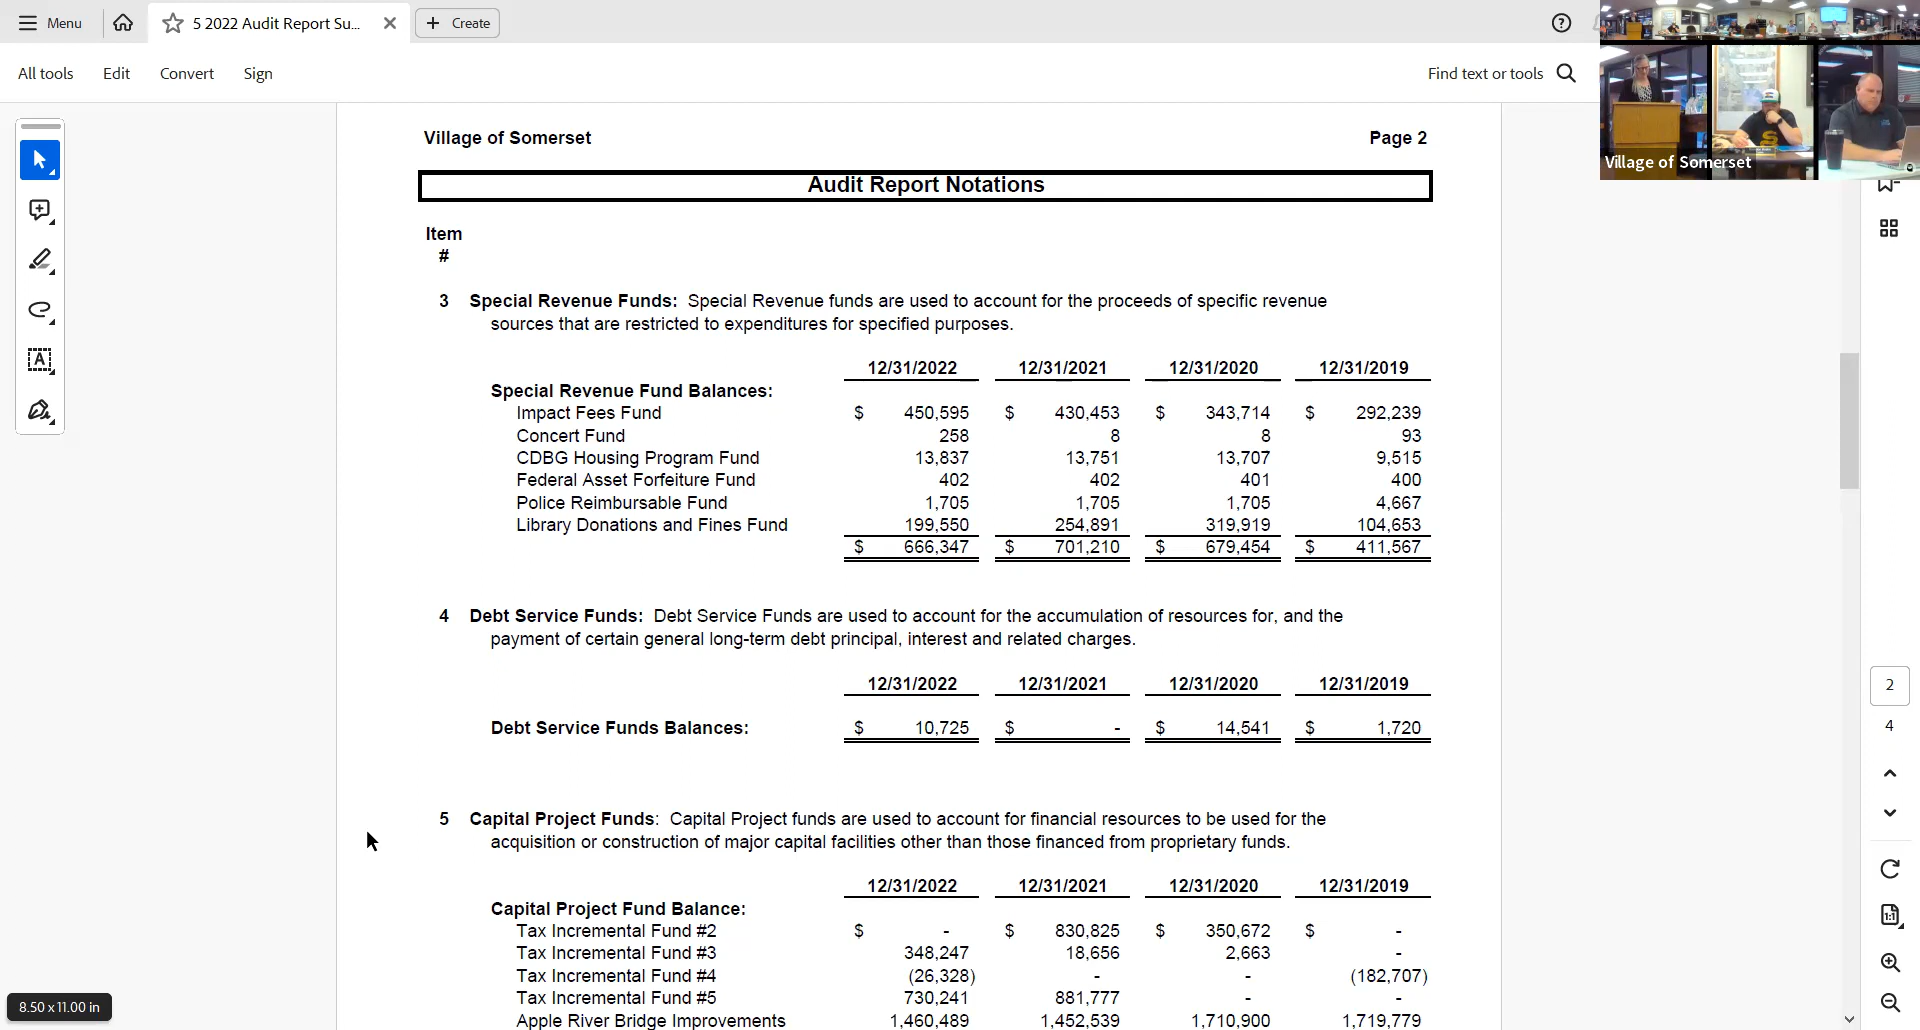 Menu
5 2022 Audit Report Su...
Create
All tools
Edit
Convert
Sign
Find text or tools
Village of Somerset
Village of Somerset Page 2
Audit Report Notations
Item
#
3 Special Revenue Funds: Special Revenue funds are used to account for the proceeds of specific revenue
sources that are restricted to expenditures for specified purposes.
12/31/2022 12/31/2021 12/31/2020 12/31/2019
Special Revenue Fund Balances:
Impact Fees Fund $ 450,595 $ 430,453 $ 343,714 $ 292,239
Concert Fund 258 8 8 93
CDBG Housing Program Fund 13,837 13,751 13,707 9,515
Federal Asset Forfeiture Fund 402 402 401 400
Police Reimbursable Fund 1,705 1,705 1,705 4,667
Library Donations and Fines Fund 199,550 254,891 319,919 104,653
$ 666,347 $ 701,210 $ 679,454 $ 411,567
4 Debt Service Funds: Debt Service Funds are used to account for the accumulation of resources for, and the
payment of certain general long-term debt principal, interest and related charges.
12/31/2022 12/31/2021 12/31/2020 12/31/2019
Debt Service Funds Balances: $ 10,725 $ - $ 14,541 $ 1,720
5 Capital Project Funds: Capital Project funds are used to account for financial resources to be used for the
acquisition or construction of major capital facilities other than those financed from proprietary funds.
12/31/2022 12/31/2021 12/31/2020 12/31/2019
Capital Project Fund Balance:
Tax Incremental Fund #2 $ - $ 830,825 $ 350,672 $ -
Tax Incremental Fund #3 348,247 18,656 2,663 -
Tax Incremental Fund #4 (26,328) - - (182,707)
Tax Incremental Fund #5 730,241 881,777 - -
Apple River Bridge Improvements 1,460,489 1,452,539 1,710,900 1,719,779
2
4
8.50 x 11.00 in